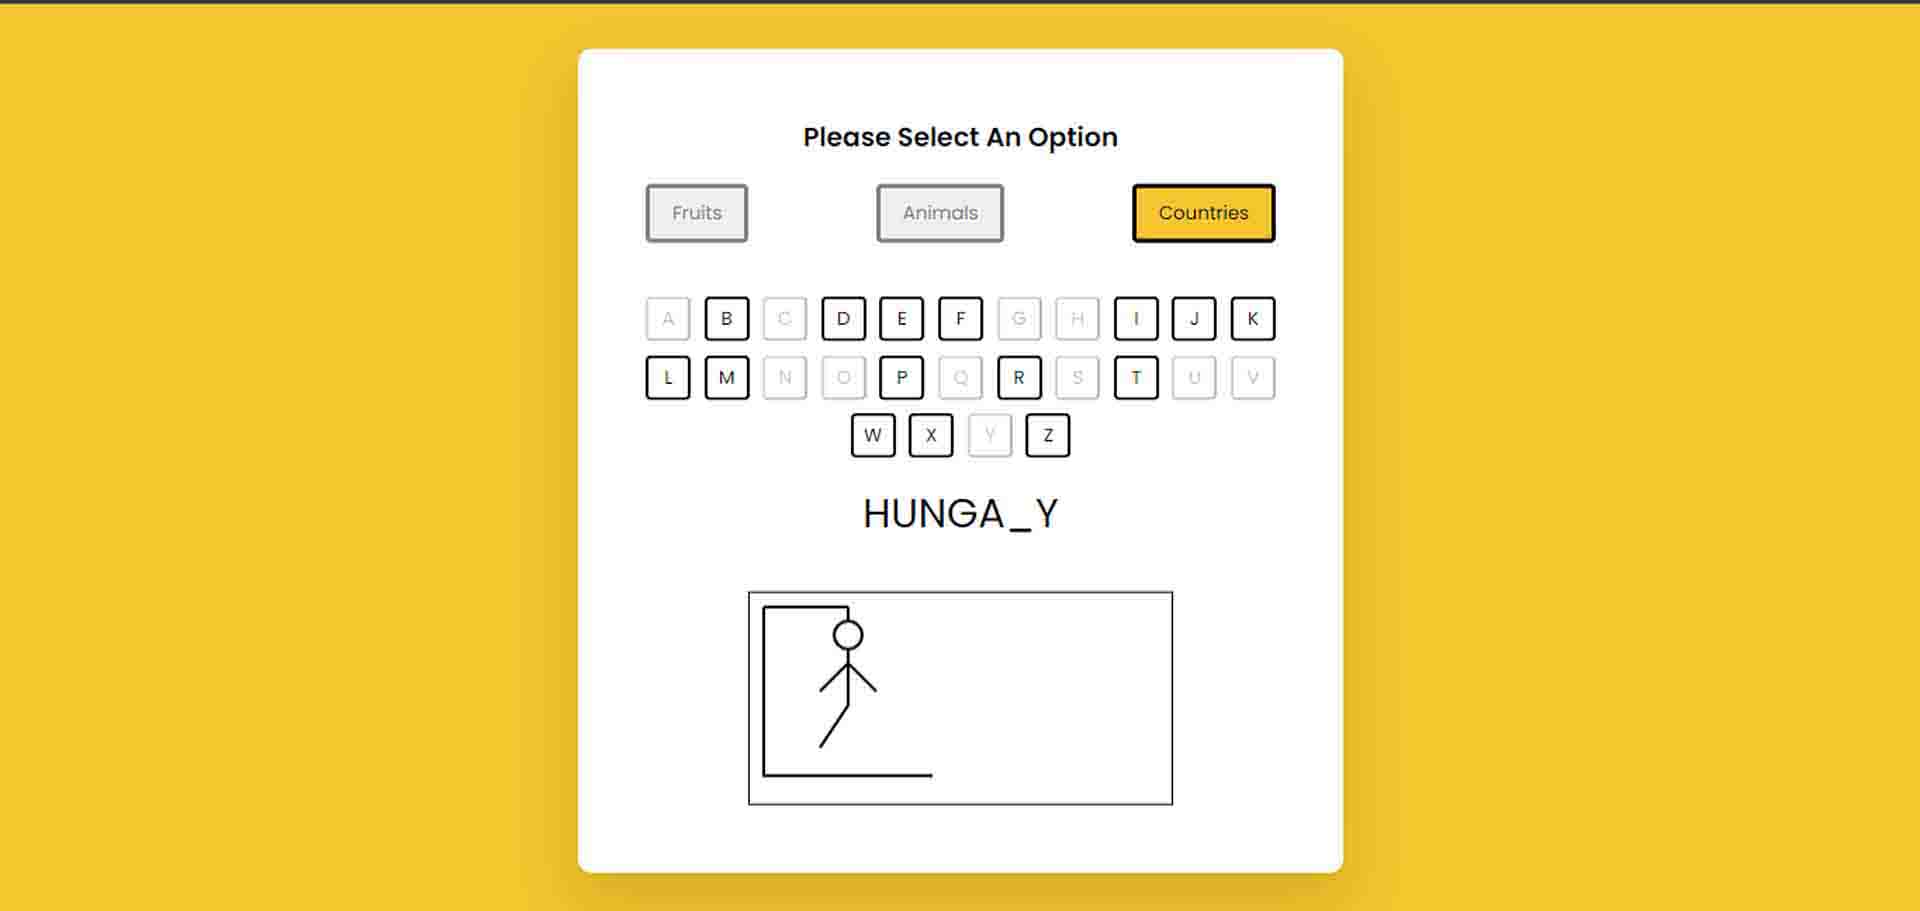 Please Select An Option
Fruits Animals Countries
A B C D E F G H I J K
L M N O P Q R S T U V
W X Y Z
HUNGA_Y